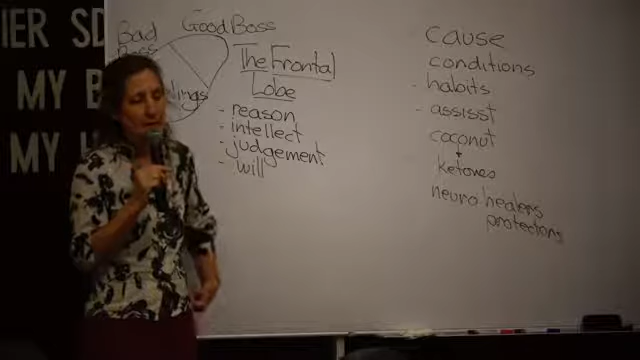 IER SD
MY B
MY H
Bad
Good Boss
lings
The Frontal
Lobe
- reason
- intellect
- judgement
- will
cause
conditions
- habits
- assisst
coconut
ketones
neuro healers
protectors